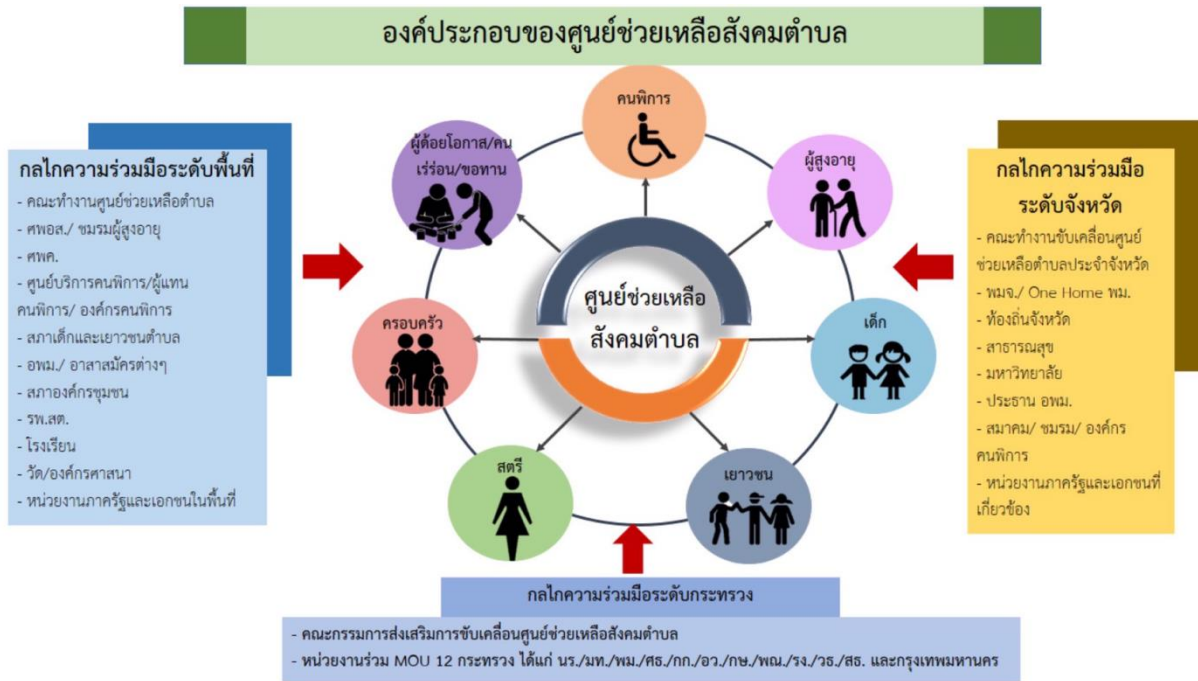 องค์ประกอบของศูนย์ช่วยเหลือสังคมตำบล
กลไกความร่วมมือระดับพื้นที่
- คณะทำงานศูนย์ช่วยเหลือตำบล
- ศพอส./ ชมรมผู้สูงอายุ
- ศพค.
- ศูนย์บริการคนพิการ/ผู้แทน
คนพิการ/ องค์กรคนพิการ
- สภาเด็กและเยาวชนตำบล
- อพม./ อาสาสมัครต่างๆ
- สภาองค์กรชุมชน
- รพ.สต.
- โรงเรียน
- วัด/องค์กรศาสนา
- หน่วยงานภาครัฐและเอกชนในพื้นที่
คนพิการ
ผู้ด้อยโอกาส/คน
เร่ร่อน/ขอทาน
ผู้สูงอายุ
ศูนย์ช่วยเหลือ
สังคมตำบล
ครอบครัว
เด็ก
สตรี
เยาวชน
กลไกความร่วมมือ
ระดับจังหวัด
- คณะทำงานขับเคลื่อนศูนย์
ช่วยเหลือตำบลประจำจังหวัด
- พมจ./ One Home พม.
- ท้องถิ่นจังหวัด
- สาธารณสุข
- มหาวิทยาลัย
- ประธาน อพม.
- สมาคม/ ชมรม/ องค์กร
คนพิการ
- หน่วยงานภาครัฐและเอกชนที่
เกี่ยวข้อง
กลไกความร่วมมือระดับกระทรวง
- คณะกรรมการส่งเสริมการขับเคลื่อนศูนย์ช่วยเหลือสังคมตำบล
- หน่วยงานร่วม MOU 12 กระทรวง ได้แก่ นร./มท./พม./ศธ./กก./อว./กษ./พณ./รง./วธ./สธ. และกรุงเทพมหานคร